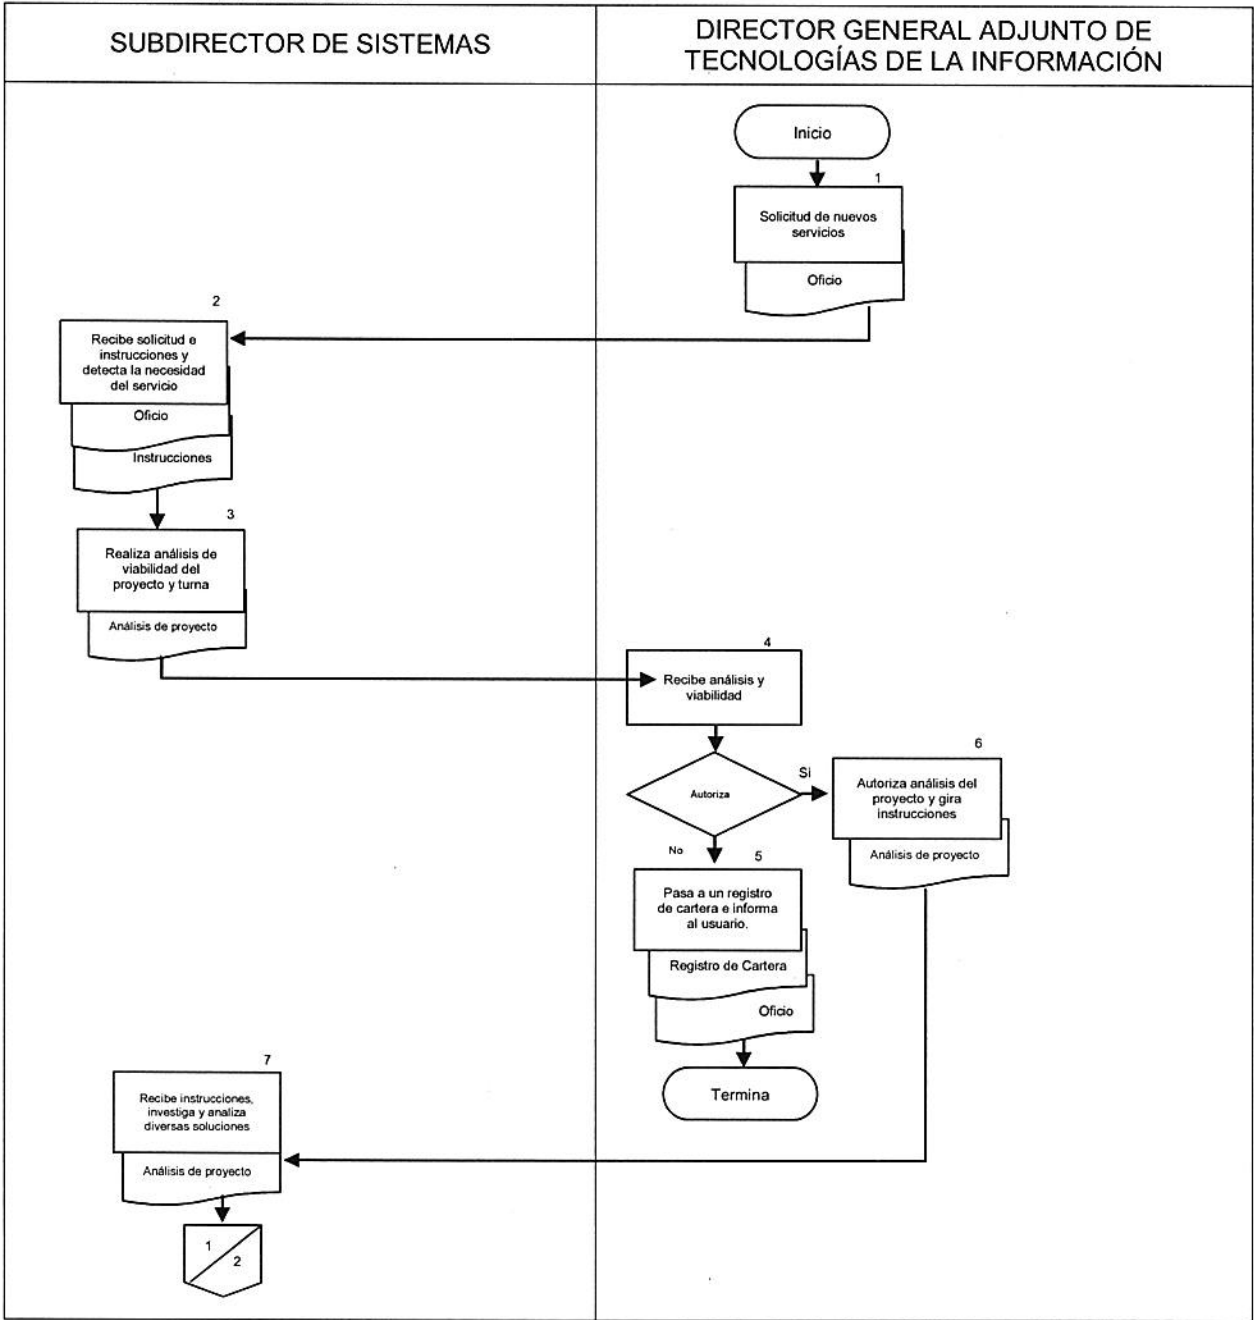 SUBDIRECTOR DE SISTEMAS
DIRECTOR GENERAL ADJUNTO DE
TECNOLOGÍAS DE LA INFORMACIÓN
Inicio
1
Solicitud de nuevos
servicios
Oficio
2
Recibe solicitud e
instrucciones y
detecta la necesidad
del servicio
Oficio
Instrucciones
3
Realiza análisis de
viabilidad del
proyecto y turna
Análisis de proyecto
4
Recibe análisis y
viabilidad
Autoriza
Si
No
6
Autoriza análisis del
proyecto y gira
instrucciones
Análisis de proyecto
5
Pasa a un registro
de cartera e informa
al usuario.
Registro de Cartera
Oficio
Termina
7
Recibe instrucciones,
investiga y analiza
diversas soluciones
Análisis de proyecto
1
2